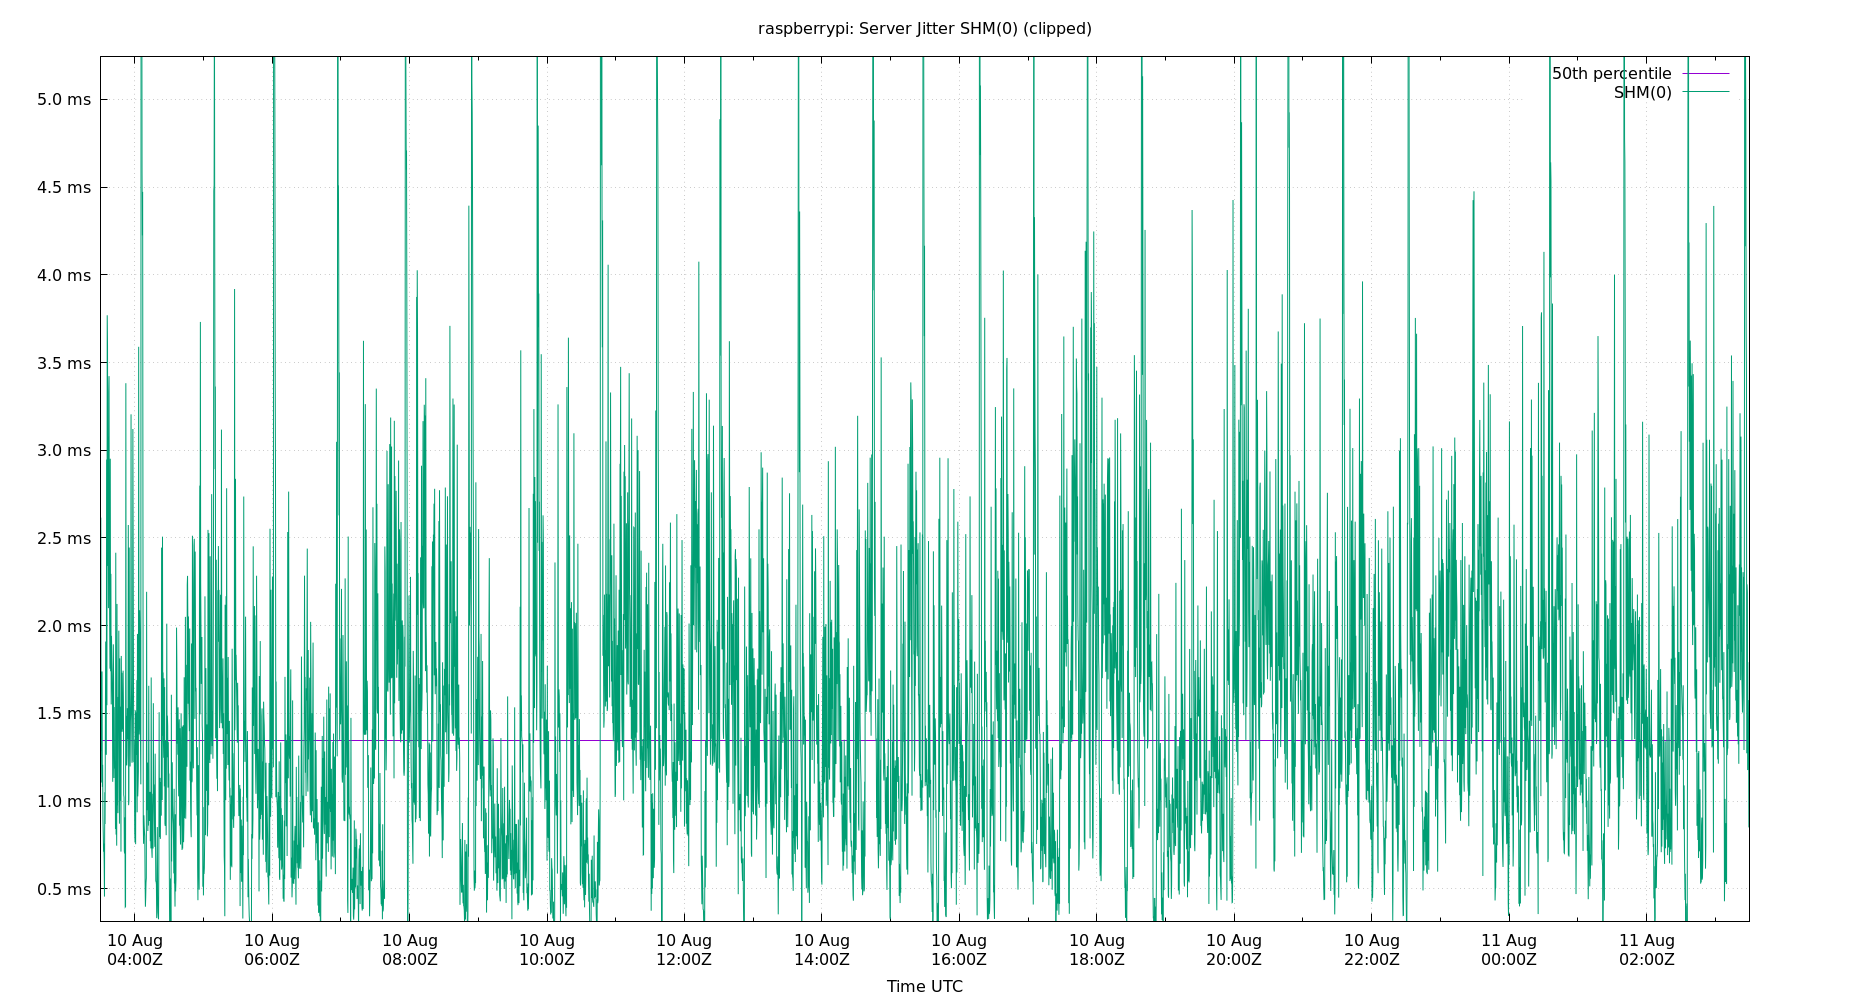 raspberrypi: Server Jitter SHM(0) (clipped)
50th percentile
SHM(0)
5.0 ms
4.5 ms
4.0 ms
3.5 ms
3.0 ms
2.5 ms
2.0 ms
1.5 ms
1.0 ms
0.5 ms
10 Aug 10 Aug 10 Aug 10 Aug 10 Aug 10 Aug 10 Aug 10 Aug 10 Aug 10 Aug 11 Aug 11 Aug
04:00Z 06:00Z 08:00Z 10:00Z 12:00Z 14:00Z 16:00Z 18:00Z 20:00Z 22:00Z 00:00Z 02:00Z
Time UTC